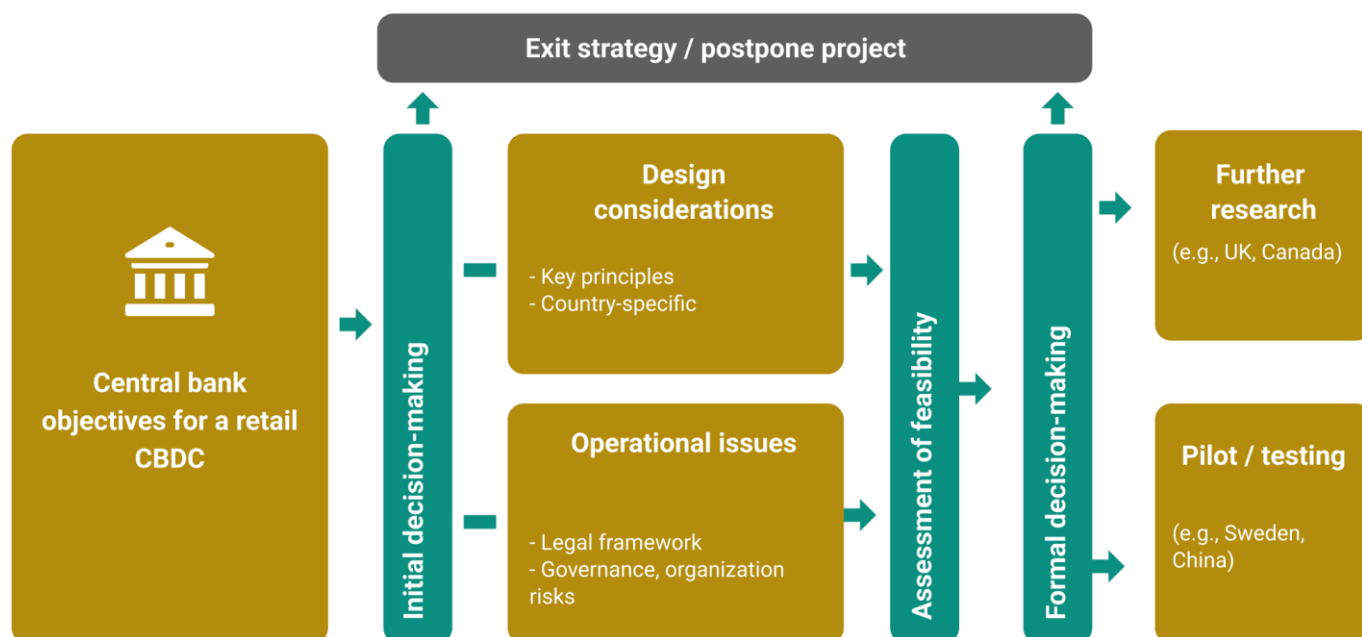 Exit strategy / postpone project
Central bank
objectives for a retail
CBDC
Initial decision-making
Design
considerations
- Key principles
- Country-specific
Operational issues
- Legal framework
- Governance, organization
risks
Assessment of feasibility
Formal decision-making
Further
research
(e.g., UK, Canada)
Pilot / testing
(e.g., Sweden,
China)